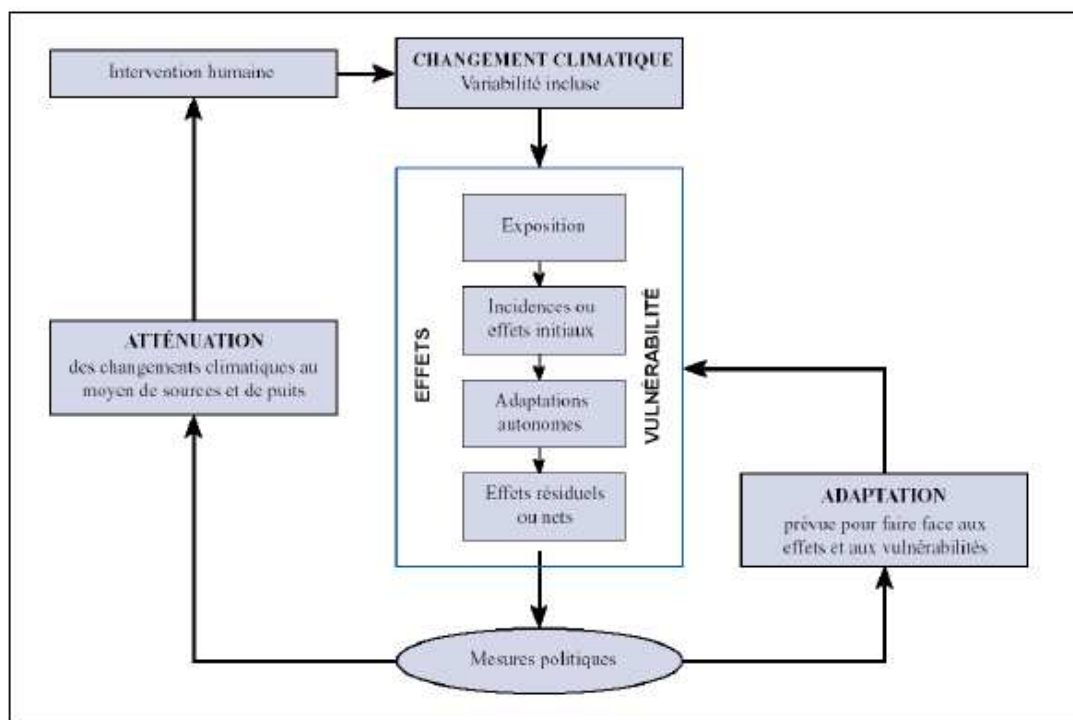 Intervention humaine
CHANGEMENT CLIMATIQUE
Variabilité incluse
Exposition
Incidences ou
effets initiaux
EFFETS
VULNÉRABILITÉ
ATTÉNUATION
des changements climatiques au
moyen de sources et de puits
Adaptations
autonomes
Effets résiduels
ou nets
ADAPTATION
prévue pour faire face aux
effets et aux vulnérabilités
Mesures politiques